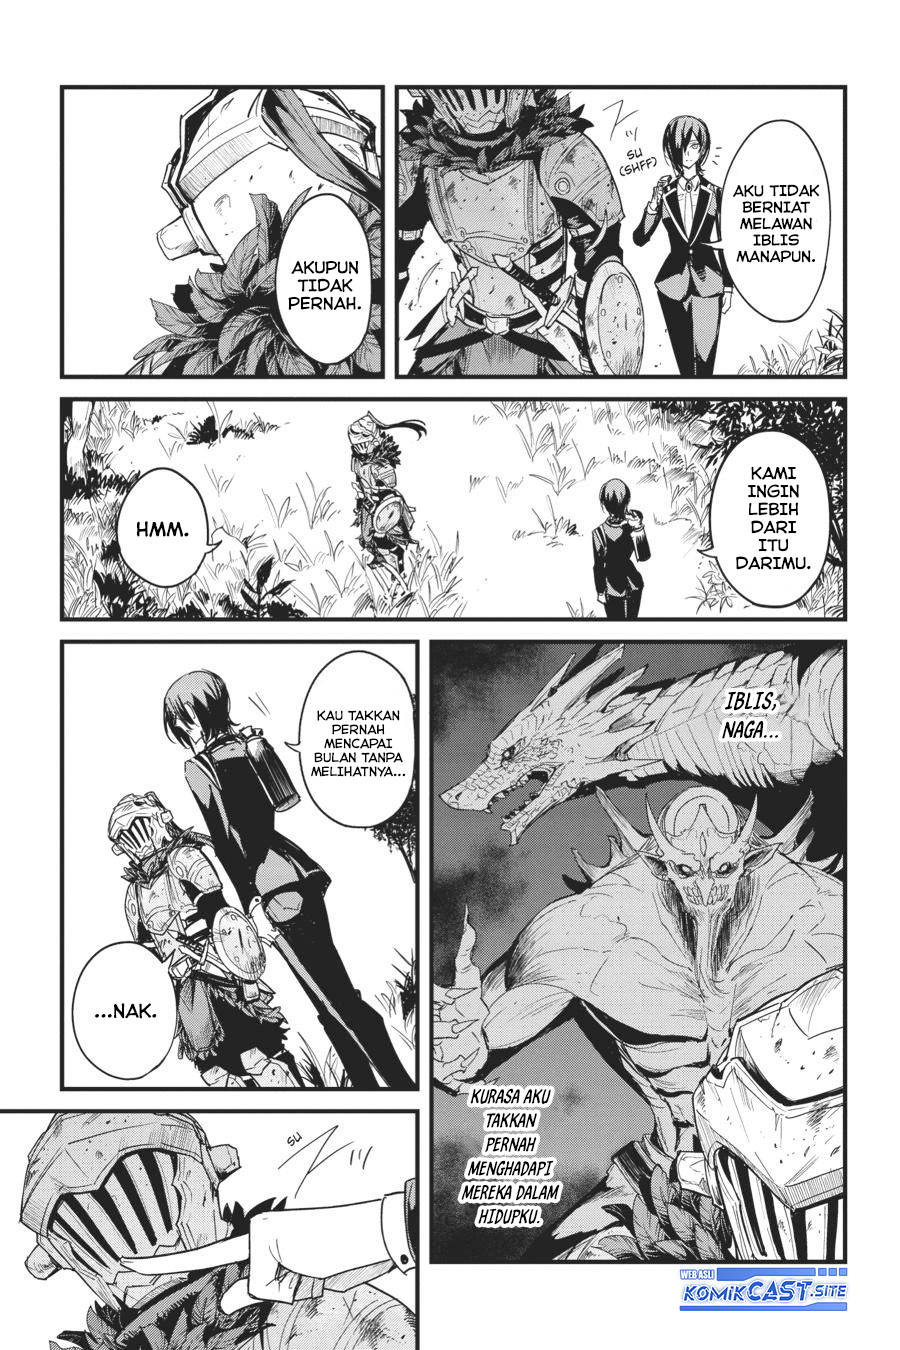 AKU TIDAK
BERNIAT
MELAWAN
IBLIS
MANAPUN.
SU
(SHFF)
AKUPUN
TIDAK
PERNAH.
KAMI
INGIN
LEBIH
DARI
ITU
DARIMU.
HMM.
IBLIS,
NAGA...
KURASA AKU
TAKKAN
PERNAH
MENGHADAPI
MEREKA DALAM
HIDUPKU.
KAU TAKKAN
PERNAH
MENCAPAI
BULAN TANPA
MELIHATNYA...
...NAK.
SU
WEB ASLI
KOMIKCAST.SITE